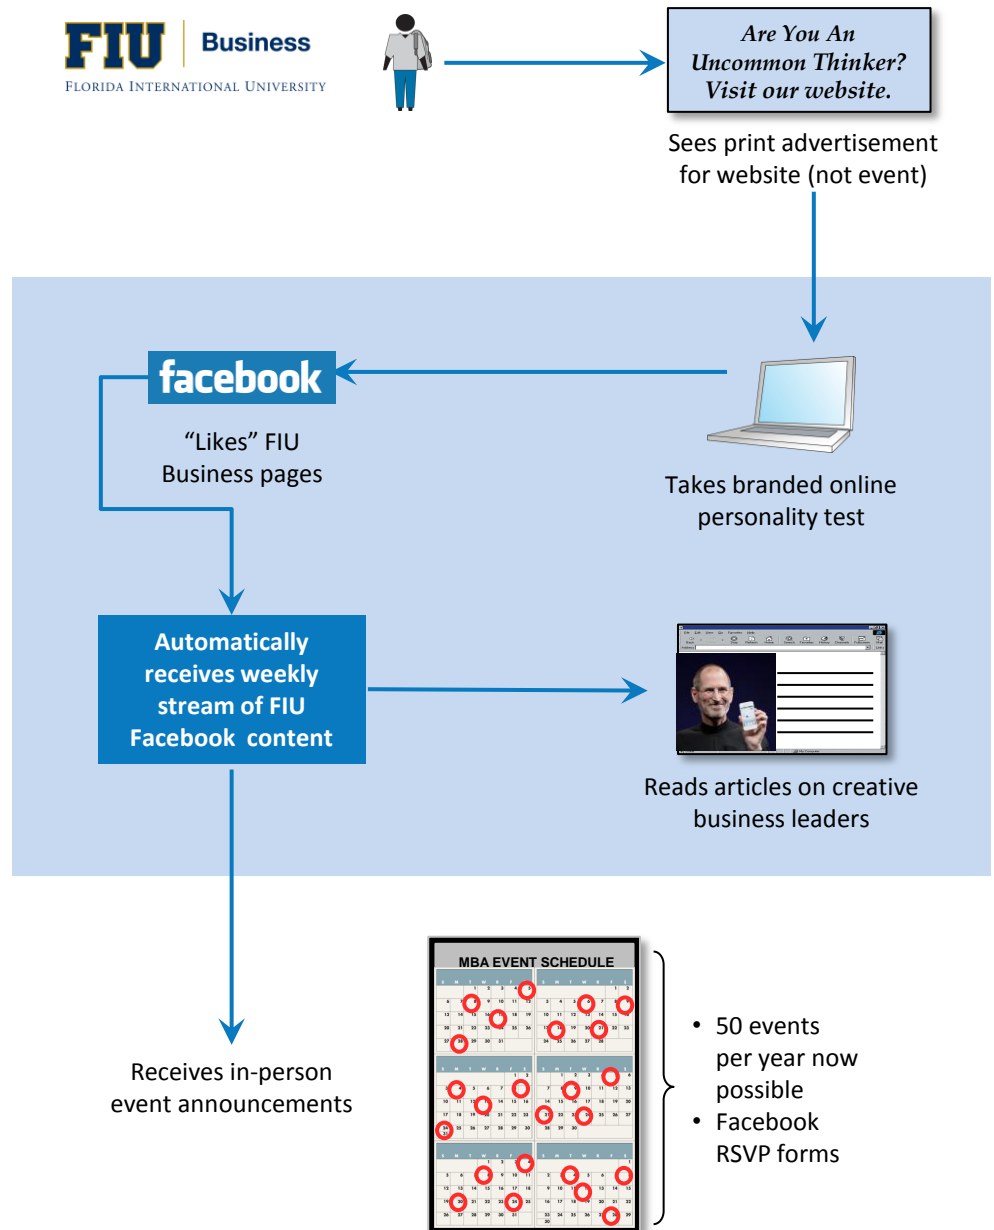 FIU Business
FLORIDA INTERNATIONAL UNIVERSITY
Are You An
Uncommon Thinker?
Visit our website.
Sees print advertisement
for website (not event)
facebook
“Likes” FIU
Business pages
Takes branded online
personality test
Automatically
receives weekly
stream of FIU
Facebook content
Reads articles on creative
business leaders
Receives in-person
event announcements
MBA EVENT SCHEDULE
• 50 events
per year now
possible
• Facebook
RSVP forms